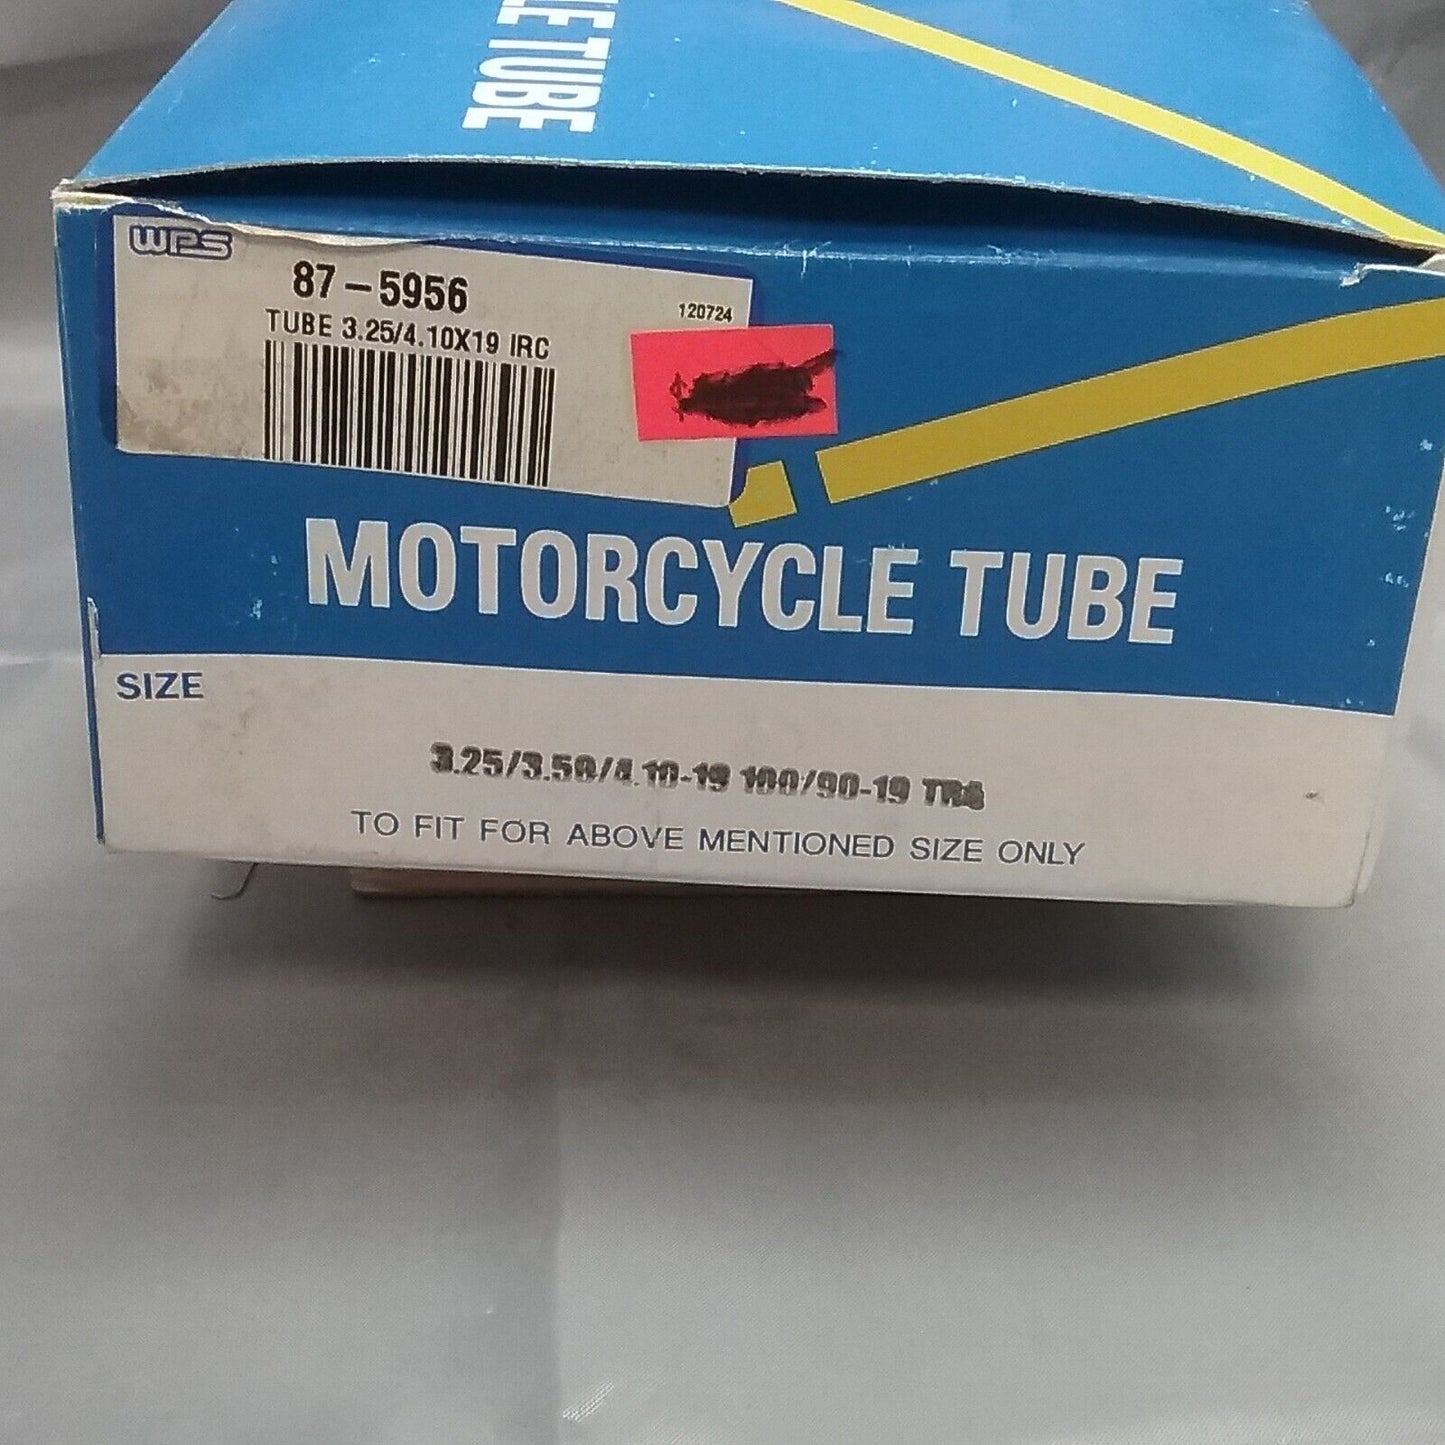 LE TUBE
WPS
87-5956
120724
TUBE 3.25/4.10X19 IRC
MOTORCYCLE TUBE
SIZE
3.25/3.50/4.10-19 100/90-19 TR4
TO FIT FOR ABOVE MENTIONED SIZE ONLY